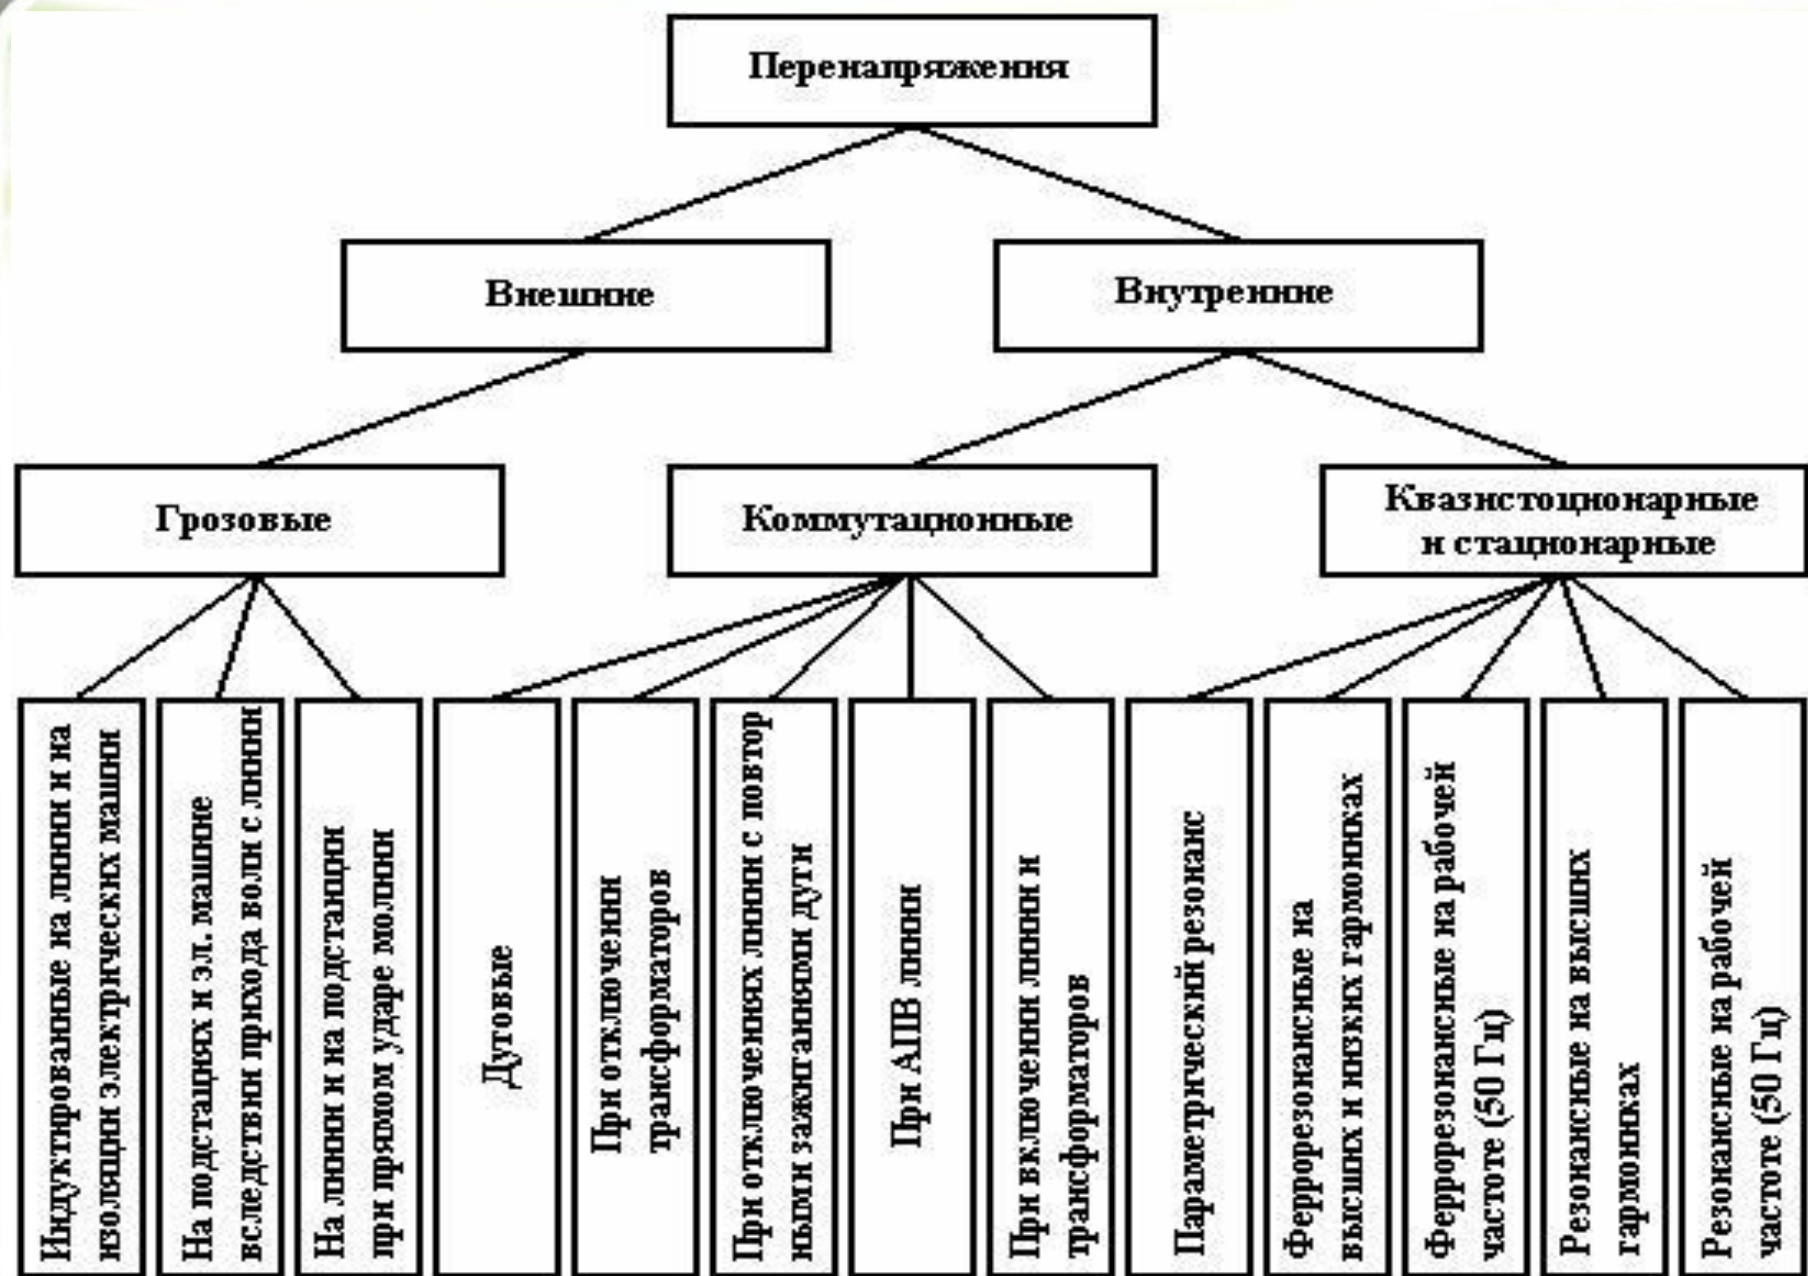 Перенапряжения
Внешние
Внутренние
Грозовые
Коммутационные
Квазистоционарные
и стационарные
Индуктированные на линии и на
изоляции электрических машин
На подстанциях и эл. машине
вследствии прихода волн с линии
На линии и на подстанции
при прямом ударе молнии
Дуговые
При отключении
трансформаторов
При отключениях линии с повтор
ными зажиганиями дуги
При АПВ линии
При включении линии и
трансформаторов
Параметрический резонанс
Феррорезонансные на
высших и низких гармониках
Феррорезонансные на рабочей
частоте (50 Гц)
Резонансные на высших
гармониках
Резонансные на рабочей
частоте (50 Гц)